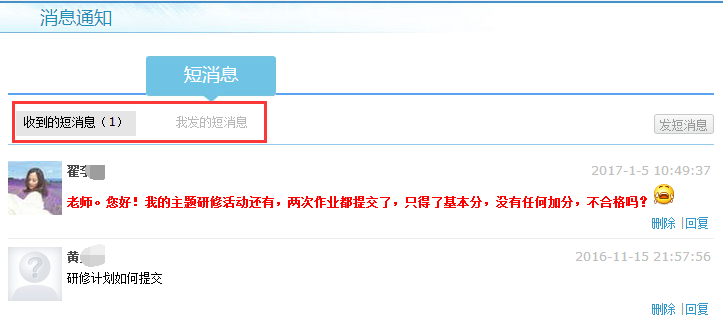 消息通知
短消息
收到的短消息（1） 我发的短消息 发短消息
翟李 2017-1-5 10:49:37
老师。您好！我的主题研修活动还有，两次作业都提交了，只得了基本分，没有任何加分，不合格吗？
删除 |回复
黄 2016-11-15 21:57:56
研修计划如何提交
删除 |回复